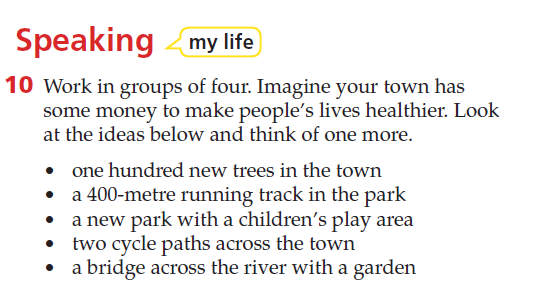 Speaking my life
10 Work in groups of four. Imagine your town has
some money to make people’s lives healthier. Look
at the ideas below and think of one more.
• one hundred new trees in the town
• a 400-metre running track in the park
• a new park with a children’s play area
• two cycle paths across the town
• a bridge across the river with a garden